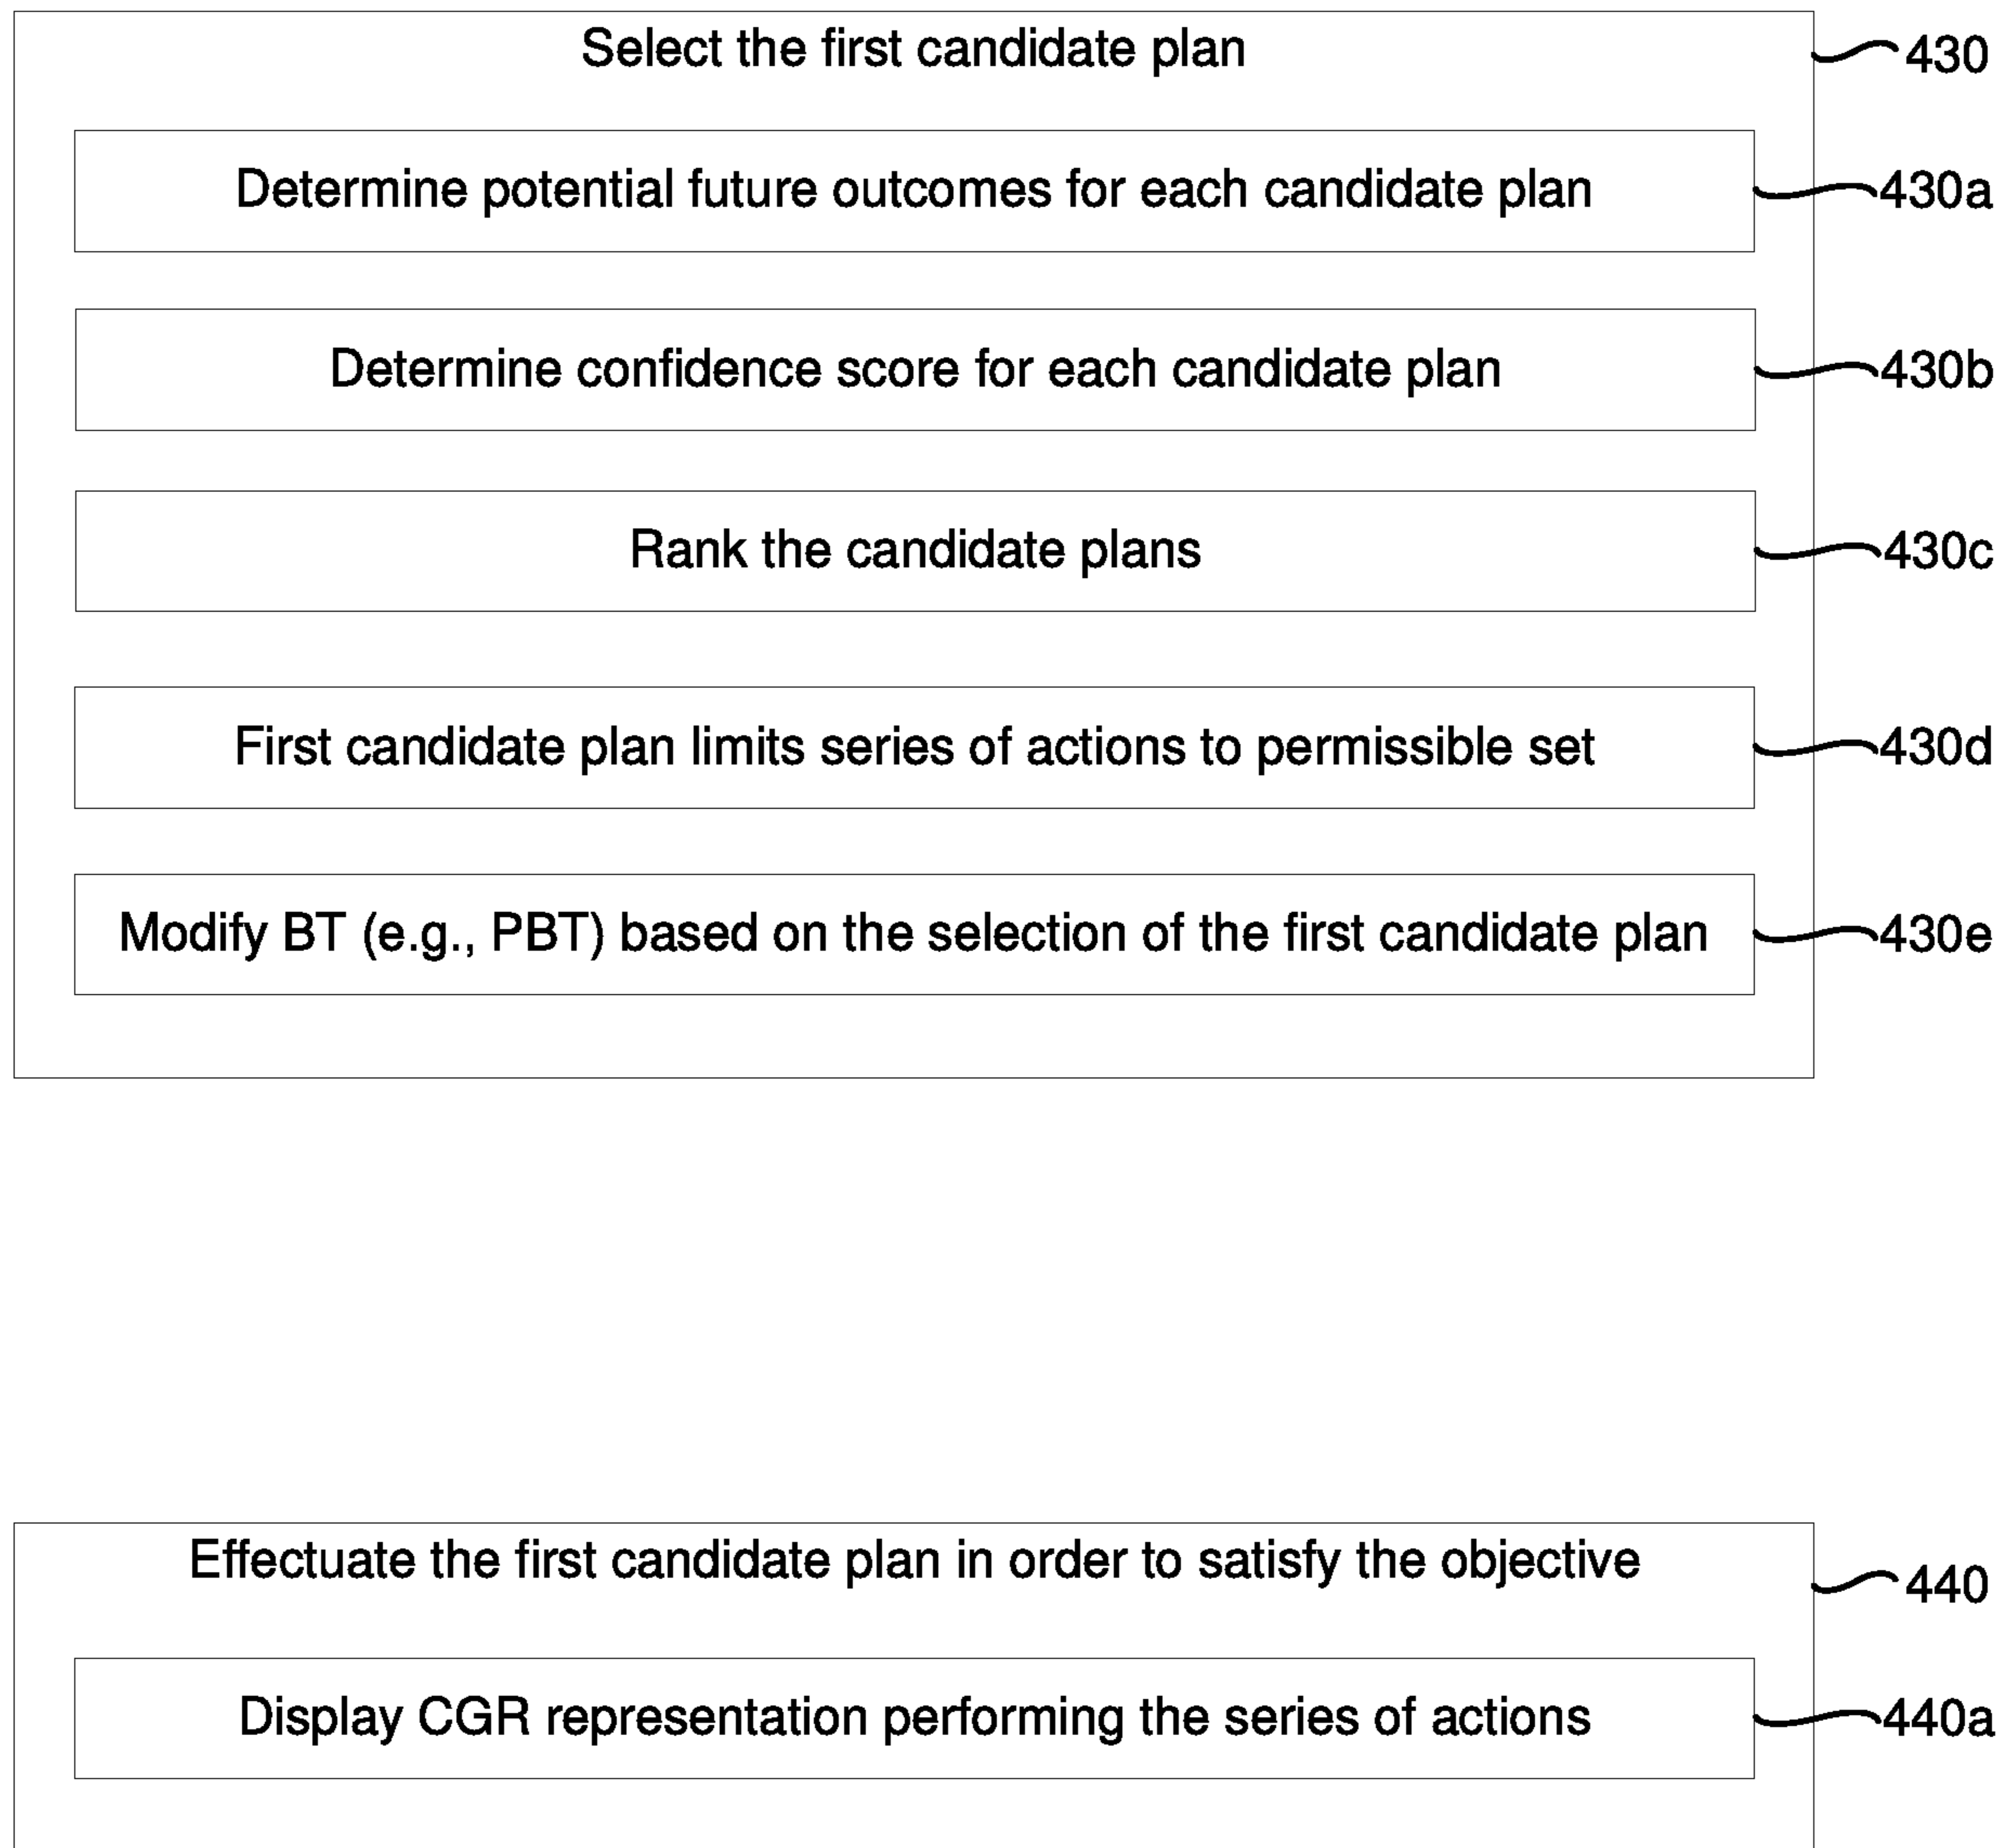 Select the first candidate plan
430
Determine potential future outcomes for each candidate plan
430a
Determine confidence score for each candidate plan
430b
Rank the candidate plans
430c
First candidate plan limits series of actions to permissible set
430d
Modify BT (e.g., PBT) based on the selection of the first candidate plan
430e
Effectuate the first candidate plan in order to satisfy the objective
440
Display CGR representation performing the series of actions
440a